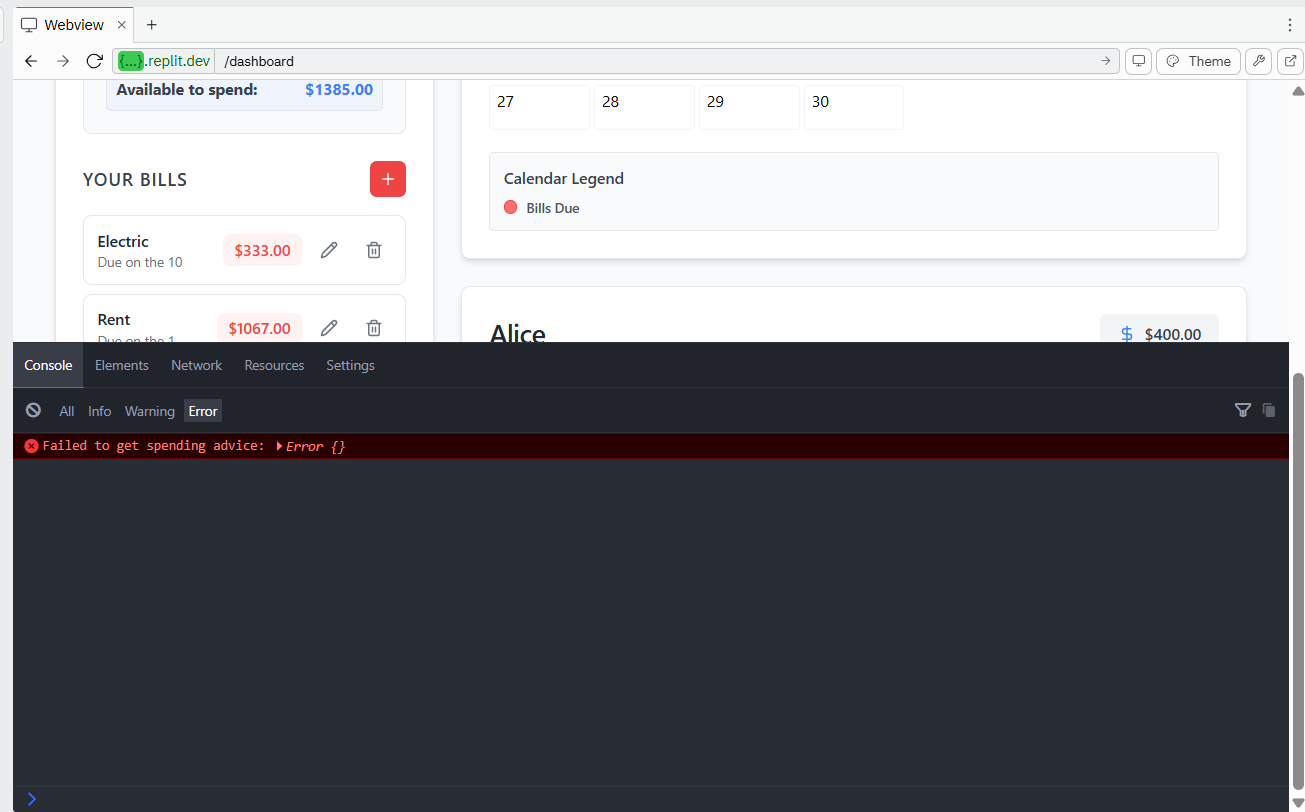 Webview
{...}.replit.dev /dashboard
Theme
Available to spend: $1385.00
27 28 29 30
Calendar Legend
Bills Due
YOUR BILLS
+
Electric
Due on the 10
$333.00
Rent
Due on the 1
$1067.00
Alice
$ $400.00
Console Elements Network Resources Settings
All Info Warning Error
Failed to get spending advice: Error {}